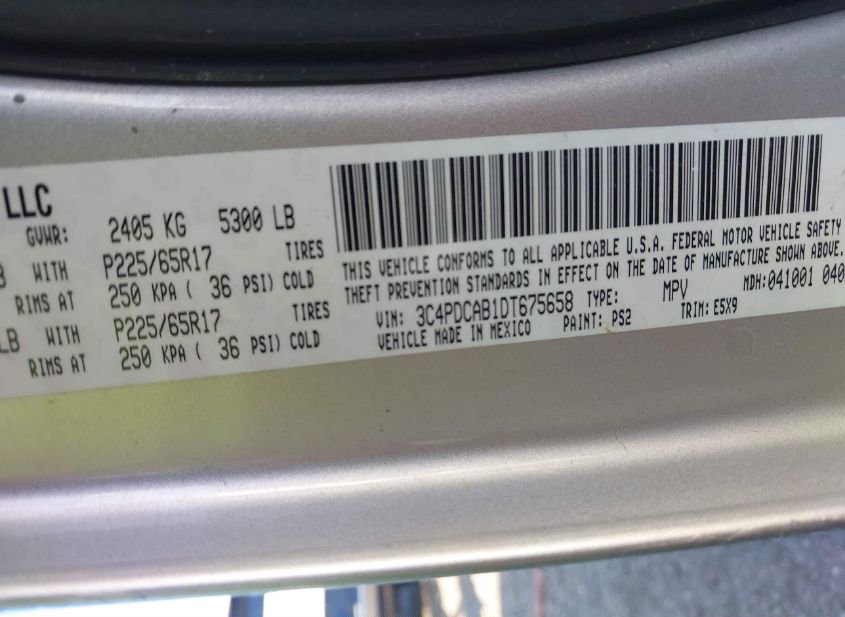 LLC
GVWR: 2405 KG 5300 LB
B WITH P225/65R17 TIRES
RIMS AT 250 KPA ( 36 PSI) COLD
LB WITH P225/65R17 TIRES
RIMS AT 250 KPA ( 36 PSI) COLD
THIS VEHICLE CONFORMS TO ALL APPLICABLE U.S.A. FEDERAL MOTOR VEHICLE SAFETY
THEFT PREVENTION STANDARDS IN EFFECT ON THE DATE OF MANUFACTURE SHOWN ABOVE.
VIN: 3C4PDCAB1DT675658 TYPE: MPV MDH:041001 040
VEHICLE MADE IN MEXICO PAINT: PS2 TRIM: E5X9